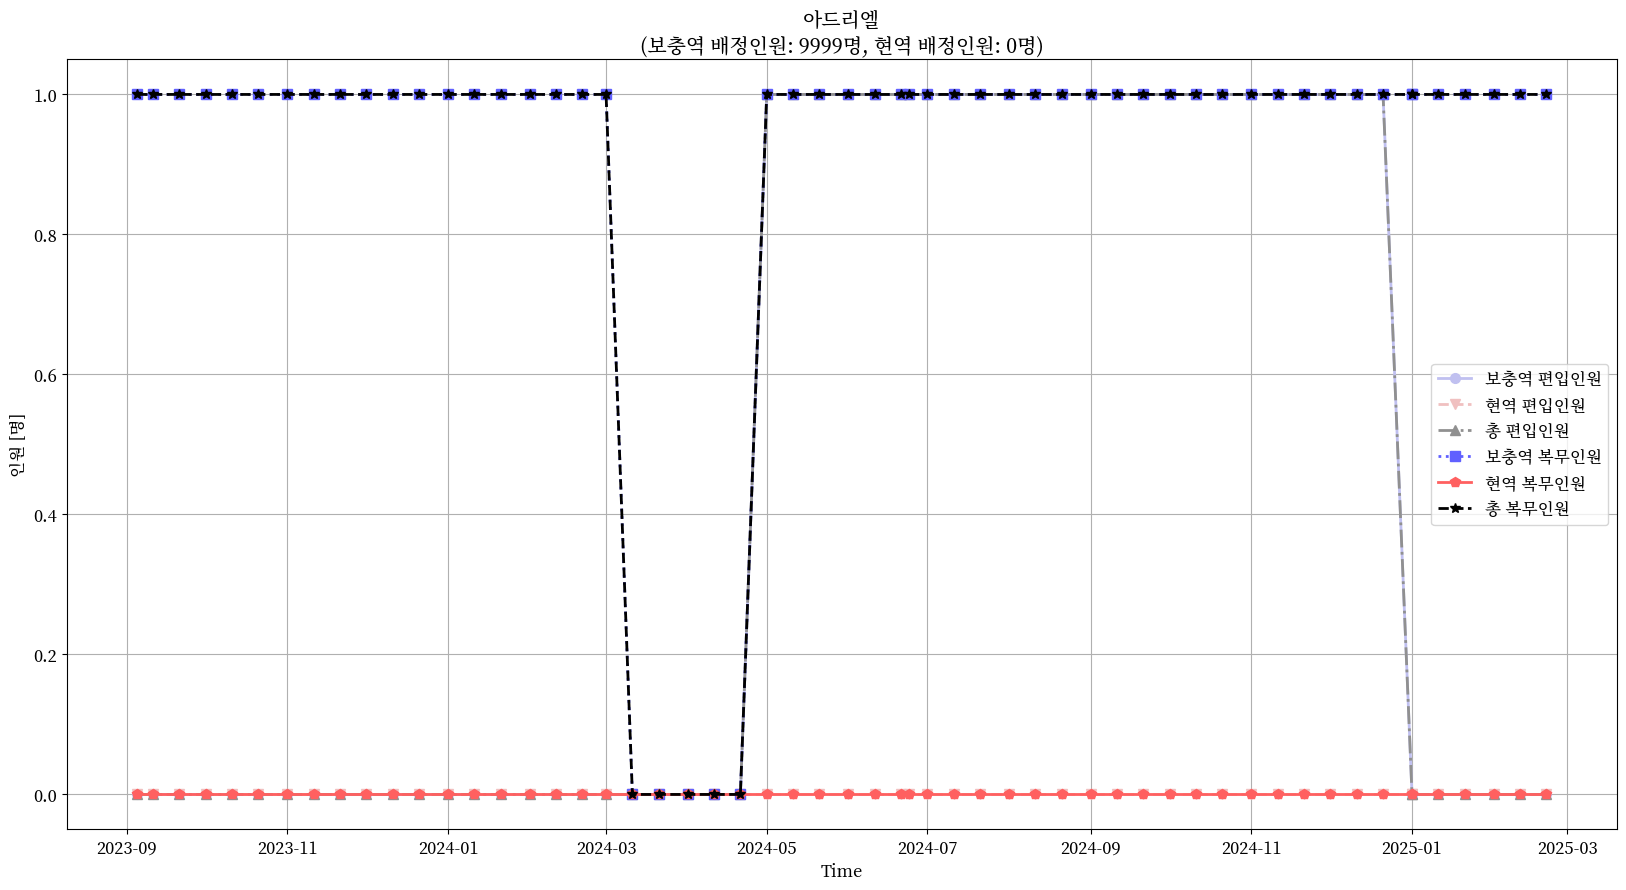 아드리엘
(보충역 배정인원: 9999명, 현역 배정인원: 0명)
인원 [명]
1.0
0.8
0.6
0.4
0.2
0.0
보충역 편입인원
현역 편입인원
총 편입인원
보충역 복무인원
현역 복무인원
총 복무인원
2023-09 2023-11 2024-01 2024-03 2024-05 2024-07 2024-09 2024-11 2025-01 2025-03
Time